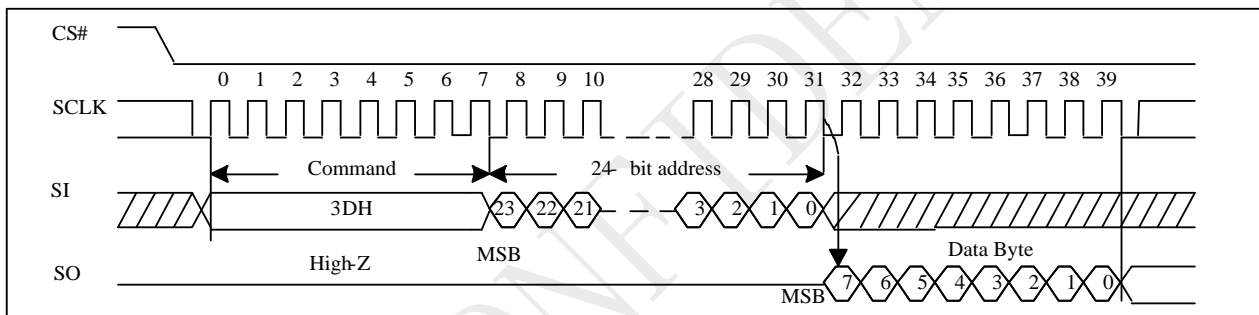 CS#
0 1 2 3 4 5 6 7 8 9 10 28 29 30 31 32 33 34 35 36 37 38 39
SCLK
Command 24- bit address
SI
3DH 23 22 21 3 2 1 0
High-Z MSB Data Byte
SO
MSB 7 6 5 4 3 2 1 0